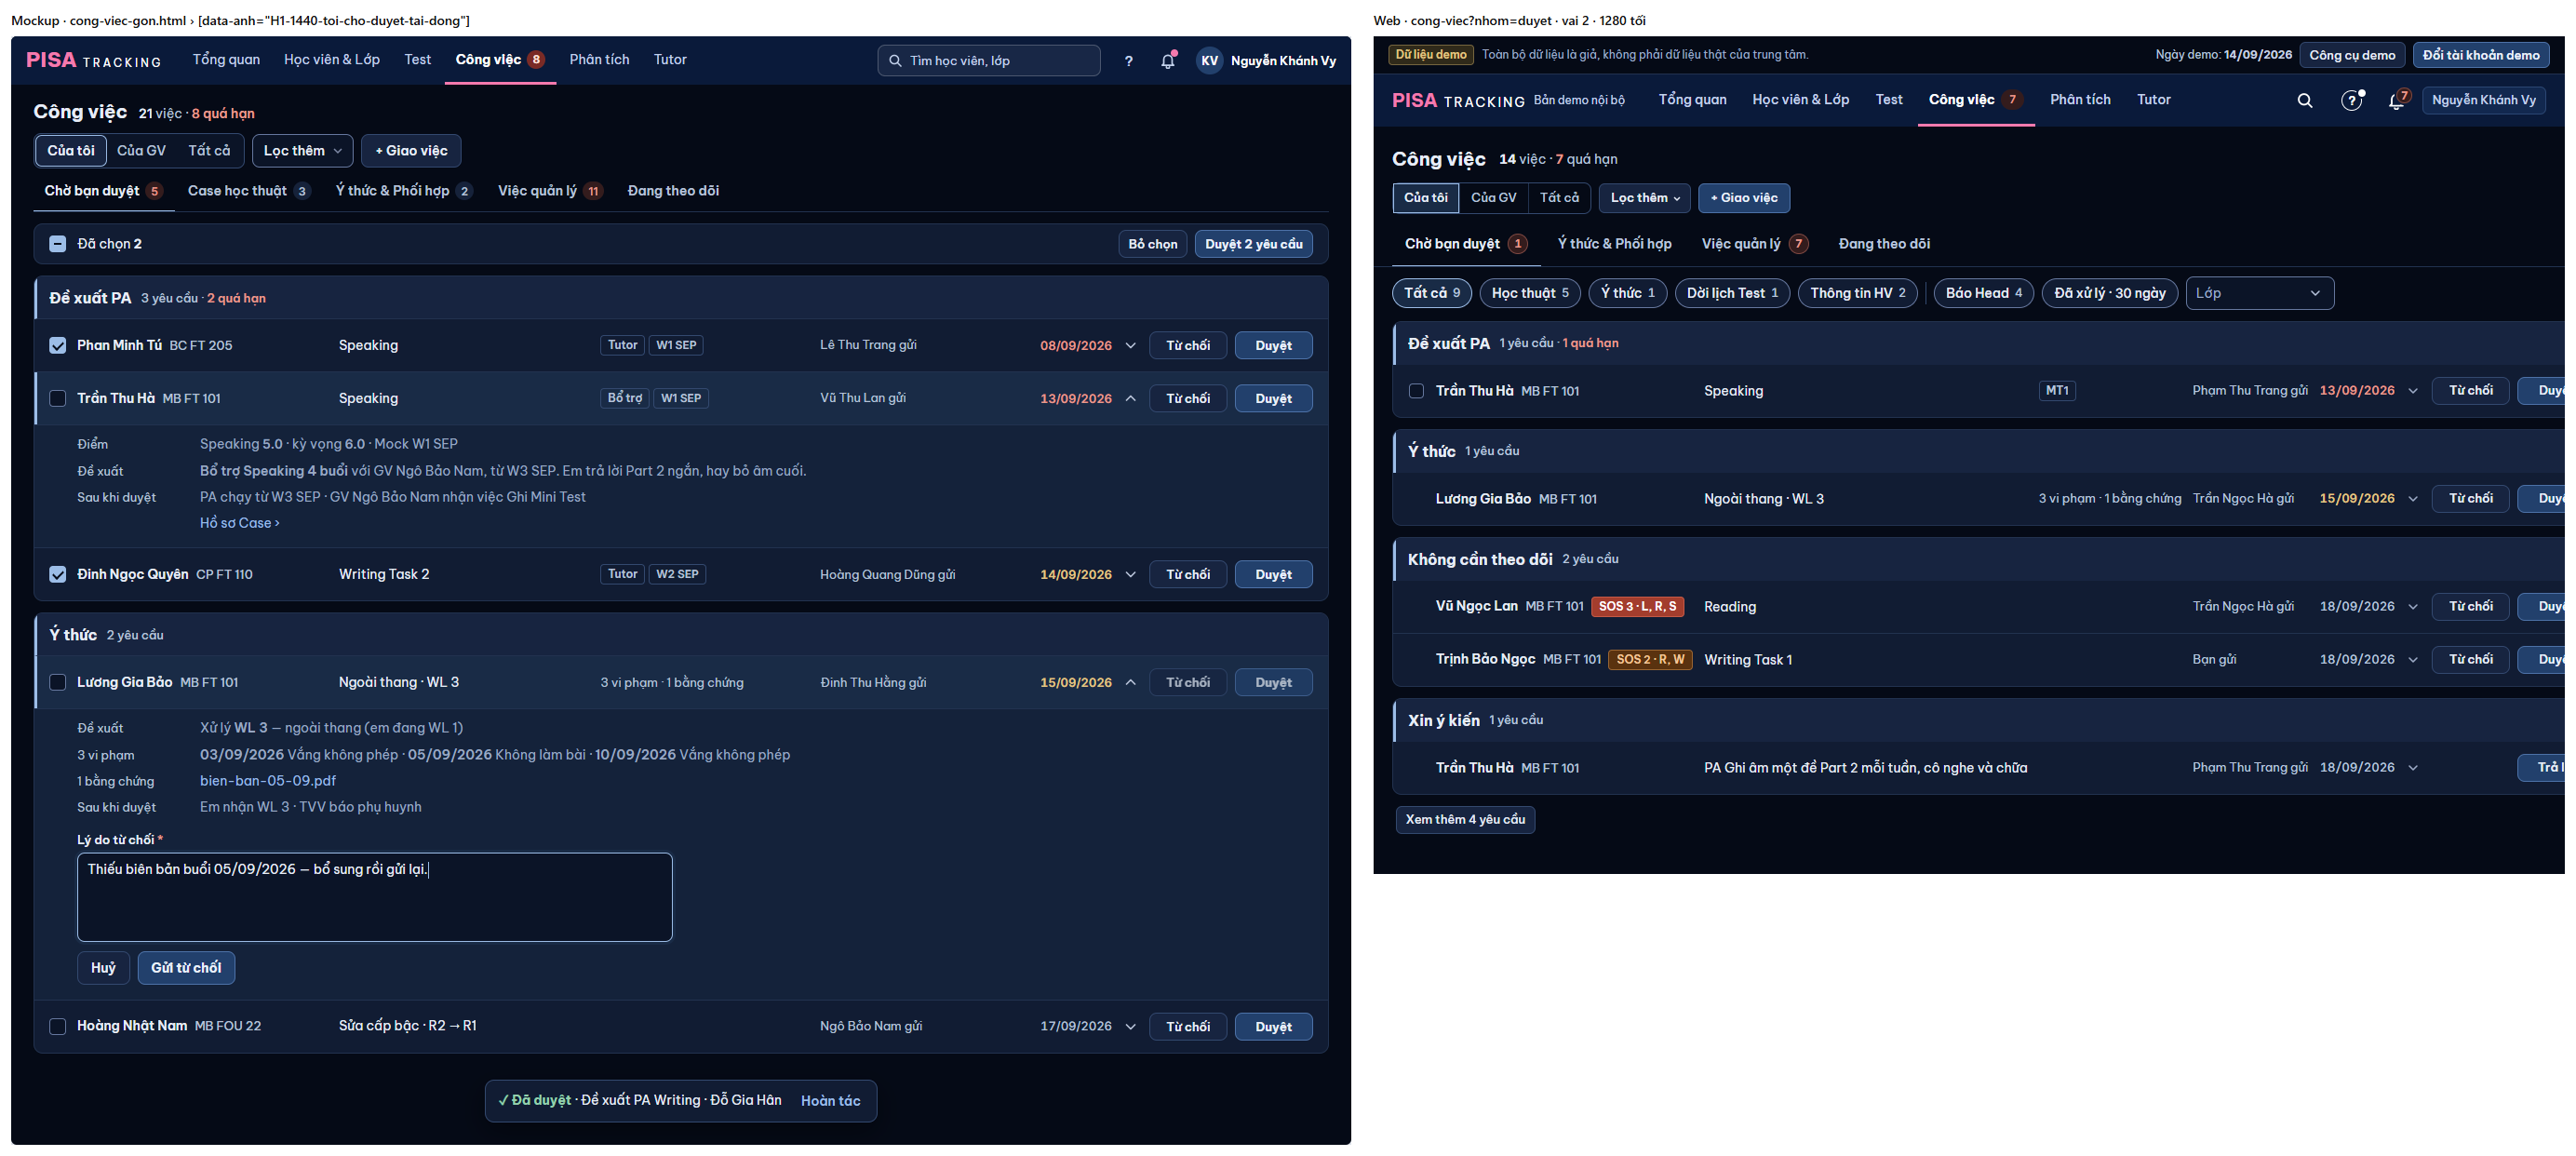 Mockup · cong-viec-gon.html › [data-anh="H1-1440-toi-cho-duyet-tai-dong"]
PISA TRACKING Tổng quan Học viên & Lớp Test Công việc 8 Phân tích Tutor Tìm học viên, lớp ? KV Nguyễn Khánh Vy
Công việc 21 việc · 8 quá hạn
Của tôi Của GV Tất cả Lọc thêm + Giao việc
Chờ bạn duyệt 5 Case học thuật 3 Ý thức & Phối hợp 2 Việc quản lý 11 Đang theo dõi
Đã chọn 2 Bỏ chọn Duyệt 2 yêu cầu
Đề xuất PA 3 yêu cầu · 2 quá hạn
Phan Minh Tú BC FT 205 Speaking Tutor W1 SEP Lê Thu Trang gửi 08/09/2026 Từ chối Duyệt
Trần Thu Hà MB FT 101 Speaking Bổ trợ W1 SEP Vũ Thu Lan gửi 13/09/2026 Từ chối Duyệt
Điểm Speaking 5.0 · kỳ vọng 6.0 · Mock W1 SEP
Đề xuất Bổ trợ Speaking 4 buổi với GV Ngô Bảo Nam, từ W3 SEP. Em trả lời Part 2 ngắn, hay bỏ âm cuối.
Sau khi duyệt PA chạy từ W3 SEP · GV Ngô Bảo Nam nhận việc Ghi Mini Test
Hồ sơ Case ›
Đinh Ngọc Quyên CP FT 110 Writing Task 2 Tutor W2 SEP Hoàng Quang Dũng gửi 14/09/2026 Từ chối Duyệt
Ý thức 2 yêu cầu
Lương Gia Bảo MB FT 101 Ngoài thang · WL 3 3 vi phạm · 1 bằng chứng Đinh Thu Hằng gửi 15/09/2026 Từ chối Duyệt
Đề xuất Xử lý WL 3 — ngoài thang (em đang WL 1)
3 vi phạm 03/09/2026 Vắng không phép · 05/09/2026 Không làm bài · 10/09/2026 Vắng không phép
1 bằng chứng bien-ban-05-09.pdf
Sau khi duyệt Em nhận WL 3 · TVV báo phụ huynh
Lý do từ chối *
Thiếu biên bản buổi 05/09/2026 — bổ sung rồi gửi lại.
Huỷ Gửi từ chối
Hoàng Nhật Nam MB FOU 22 Sửa cấp bậc · R2 → R1 Ngô Bảo Nam gửi 17/09/2026 Từ chối Duyệt
✓ Đã duyệt · Đề xuất PA Writing · Đỗ Gia Hân Hoàn tác
Web · cong-viec?nhom=duyet · vai 2 · 1280 tối
Dữ liệu demo Toàn bộ dữ liệu là giả, không phải dữ liệu thật của trung tâm. Ngày demo: 14/09/2026 Công cụ demo Đổi tài khoản demo
PISA TRACKING Bản demo nội bộ Tổng quan Học viên & Lớp Test Công việc 7 Phân tích Tutor ? 7 Nguyễn Khánh Vy
Công việc 14 việc · 7 quá hạn
Của tôi Của GV Tất cả Lọc thêm + Giao việc
Chờ bạn duyệt 1 Ý thức & Phối hợp Việc quản lý 7 Đang theo dõi
Tất cả 9 Học thuật 5 Ý thức 1 Dời lịch Test 1 Thông tin HV 2 Báo Head 4 Đã xử lý · 30 ngày Lớp
Đề xuất PA 1 yêu cầu · 1 quá hạn
Trần Thu Hà MB FT 101 Speaking MT1 Phạm Thu Trang gửi 13/09/2026 Từ chối Duyệ
Ý thức 1 yêu cầu
Lương Gia Bảo MB FT 101 Ngoài thang · WL 3 3 vi phạm · 1 bằng chứng Trần Ngọc Hà gửi 15/09/2026 Từ chối Duyệ
Không cần theo dõi 2 yêu cầu
Vũ Ngọc Lan MB FT 101 SOS 3 · L, R, S Reading Trần Ngọc Hà gửi 18/09/2026 Từ chối Duyệ
Trịnh Bảo Ngọc MB FT 101 SOS 2 · R, W Writing Task 1 Bạn gửi 18/09/2026 Từ chối Duyệ
Xin ý kiến 1 yêu cầu
Trần Thu Hà MB FT 101 PA Ghi âm một đề Part 2 mỗi tuần, cô nghe và chữa Phạm Thu Trang gửi 18/09/2026 Trả l
Xem thêm 4 yêu cầu